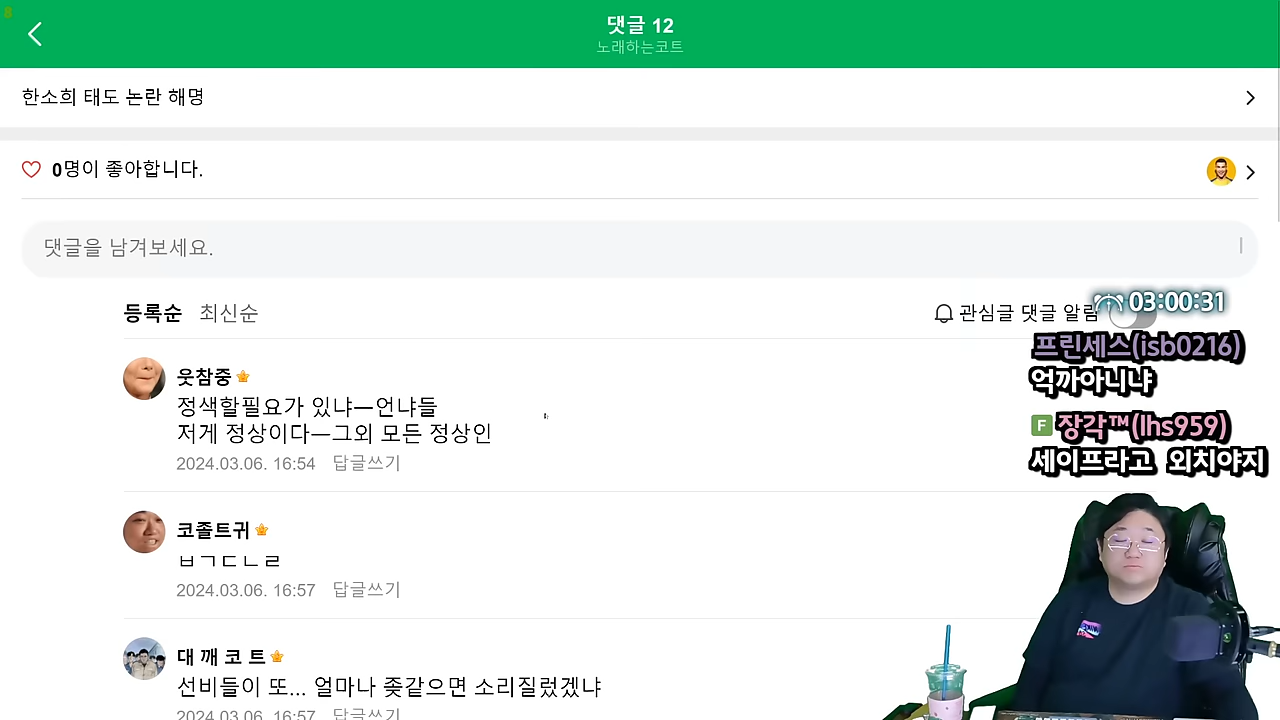 8
댓글 12
노래하는코트
한소희 태도 논란 해명
0명이 좋아합니다.
댓글을 남겨보세요.
등록순 최신순
관심글 댓글 알림
03:00:31
프린세스(isb0216)
억까아니냐
F 장각™(lhs959)
세이프라고 외치야지
웃참중
정색할필요가 있냐ㅡ언냐들
저게 정상이다ㅡ그외 모든 정상인
2024.03.06. 16:54 답글쓰기
코졸트귀
ㅂㄱㄷㄴㄹ
2024.03.06. 16:57 답글쓰기
대 깨 코 트
선비들이 또... 얼마나 좆같으면 소리질렀겠냐
2024.03.06. 16:57 답글쓰기